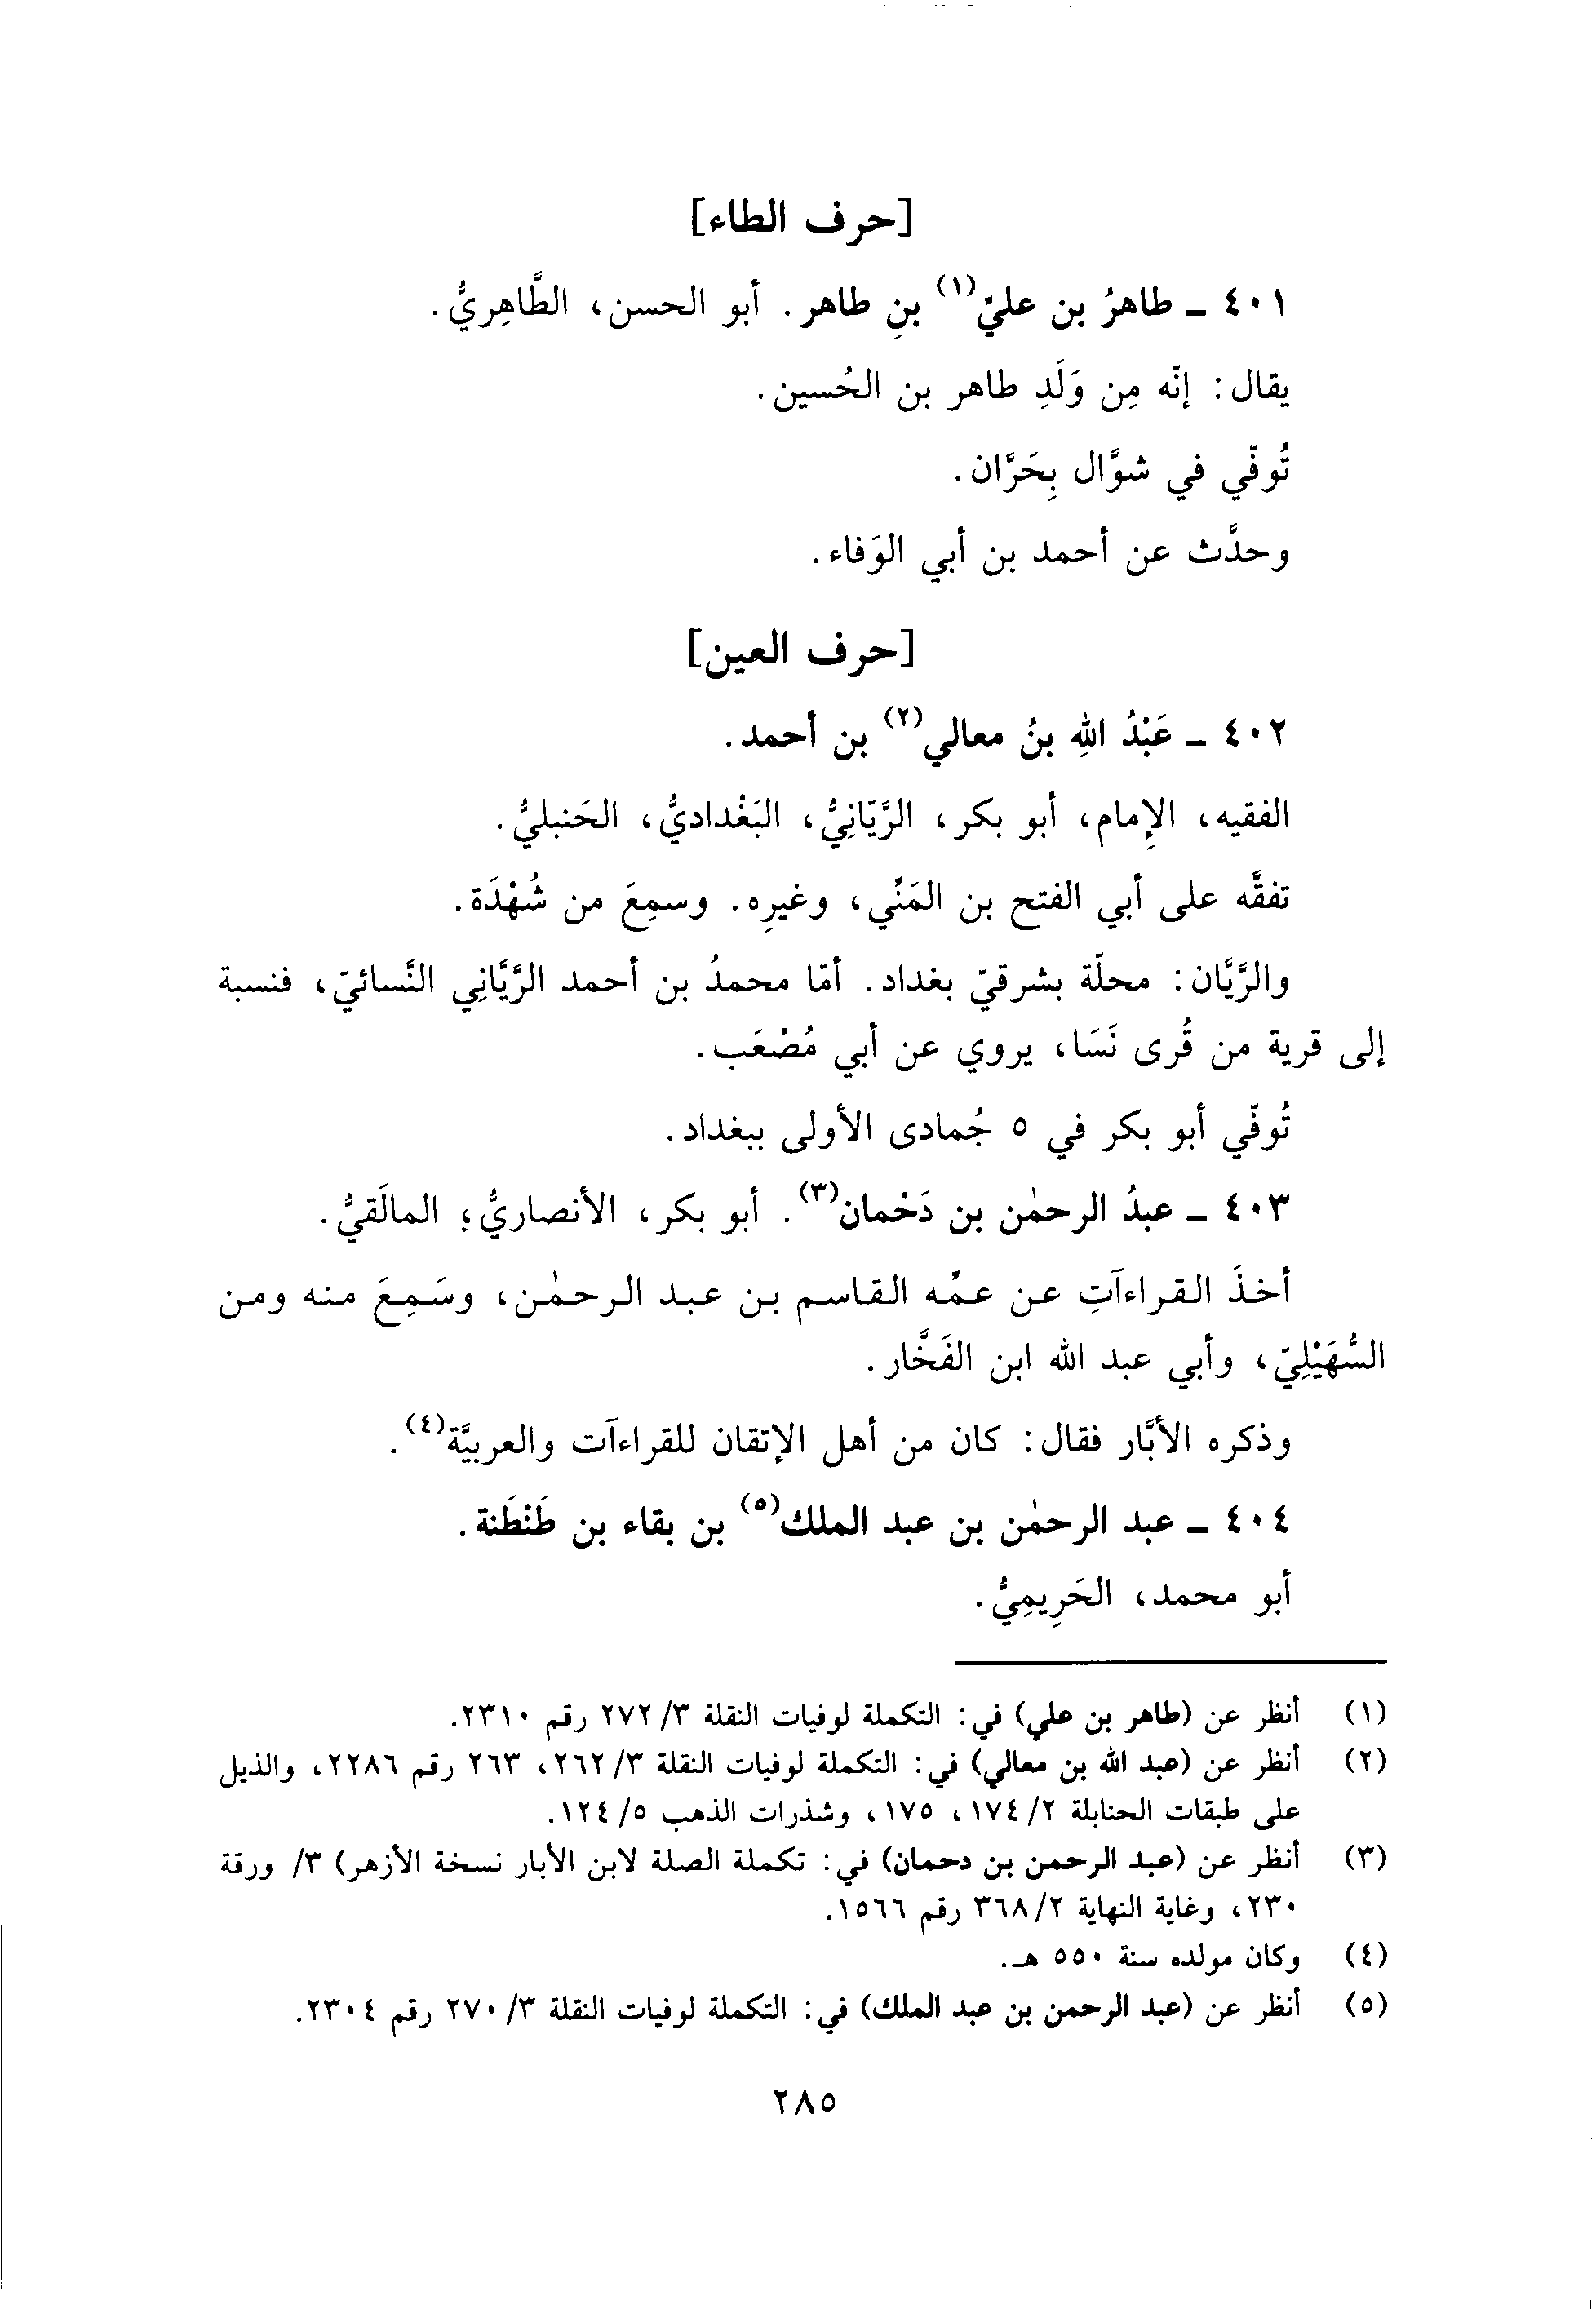 [حرف الطاء]
٤٠١ ـ طاهرُ بن عليّ(١) بنِ طاهر. أبو الحسن، الطَّاهِريُّ.
يقال: إنّه مِن وَلَدِ طاهر بن الحُسين.
تُوفّي في شوَّال بِحَرَّان.
وحدَّث عن أحمد بن أبي الوَفاء.
[حرف العين]
٤٠٢ ـ عَبْدُ اللهِ بنُ معالي(٢) بن أحمد.
الفقيه، الإِمام، أبو بكر، الرَّيّانِيُّ، البَغْداديُّ، الحَنبليُّ.
تفقَّه على أبي الفتح بن المَنِّي، وغيرِه. وسمِعَ من شُهْدَة.
والرَّيَّان: محلّة بشرقيّ بغداد. أمّا محمدُ بن أحمد الرَّيَّانِي النَّسائيّ، فنسبة
إلى قرية من قُرى نَسَا، يروي عن أبي مُصْعَب.
تُوفّي أبو بكر في ٥ جُمادى الأولى ببغداد.
٤٠٣ ـ عبدُ الرحمٰن بن دَحْمان(٣). أبو بكر، الأنصاريُّ؛ المالَقيُّ.
أخذَ القراءآتِ عن عمِّه القاسم بن عبد الرحمٰن، وسَمِعَ منه ومن
السُّهَيْلِيّ، وأبي عبد الله ابن الفَخَّار.
وذكره الأبَّار فقال: كان من أهل الإتقان للقراءآت والعربيَّة(٤).
٤٠٤ ـ عبد الرحمٰن بن عبد الملك(٥) بن بقاء بن طَنْطَنة.
أبو محمد، الحَرِيمِيُّ.
(١) أنظر عن (طاهر بن علي) في: التكملة لوفيات النقلة ٣/ ٢٧٢ رقم ٢٣١٠.
(٢) أنظر عن (عبد الله بن معالي) في: التكملة لوفيات النقلة ٣/ ٢٦٢، ٢٦٣ رقم ٢٢٨٦، والذيل
على طبقات الحنابلة ٢/ ١٧٤، ١٧٥، وشذرات الذهب ٥/ ١٢٤.
(٣) أنظر عن (عبد الرحمن بن دحمان) في: تكملة الصلة لابن الأبار نسخة الأزهر) ٣/ ورقة
٢٣٠، وغاية النهاية ٢/ ٣٦٨ رقم ١٥٦٦.
(٤) وكان مولده سنة ٥٥٠ هـ.
(٥) أنظر عن (عبد الرحمن بن عبد الملك) في: التكملة لوفيات النقلة ٣/ ٢٧٠ رقم ٢٣٠٤.
٢٨٥